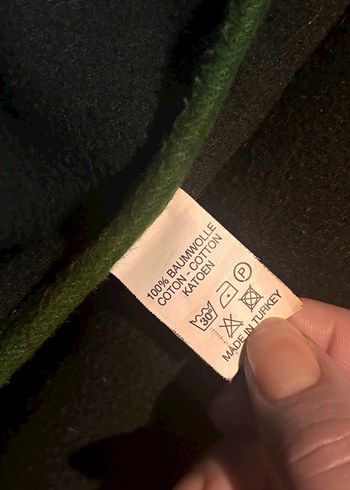 100% BAUMWOLLE
COTON - COTTON
KATOEN
30°
P
MADE IN TURKEY